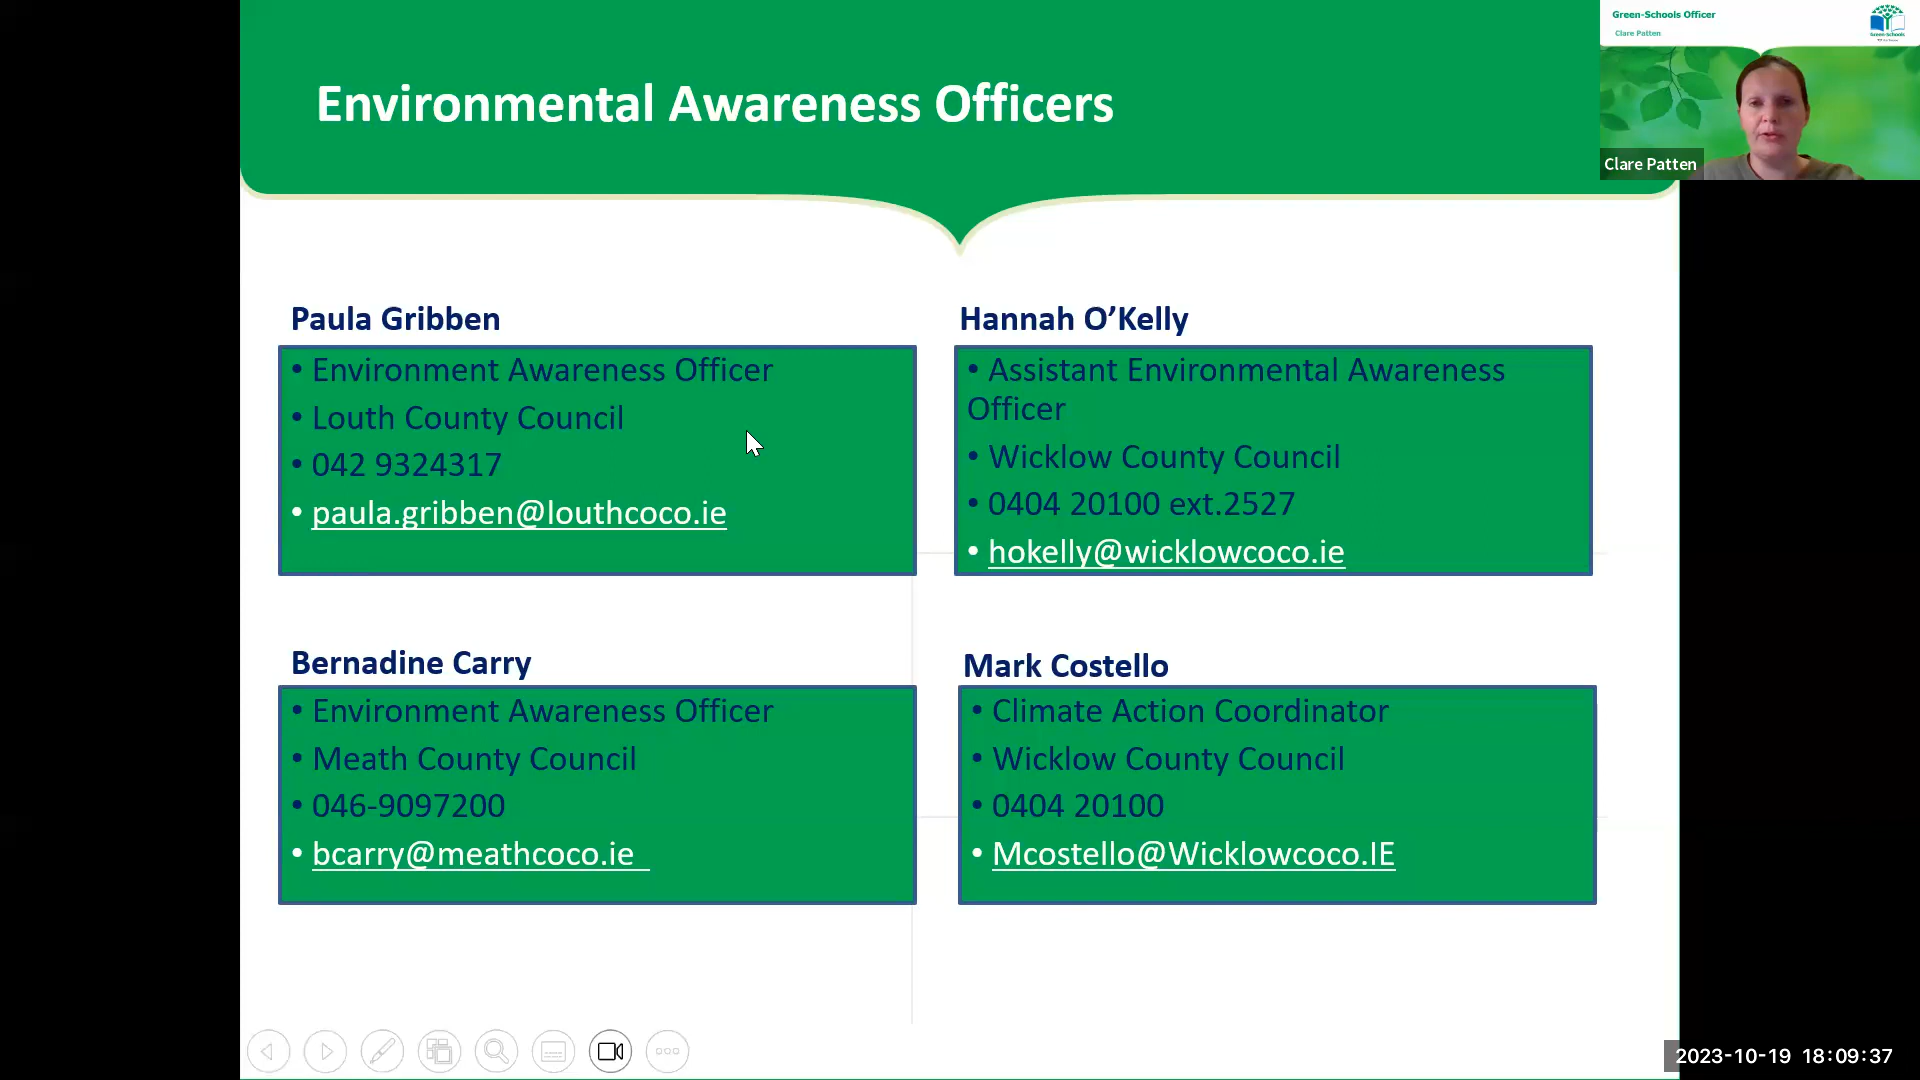 Environmental Awareness Officers
Green-Schools Officer
Clare Patten
Green-Schools
Clare Patten
Paula Gribben
• Environment Awareness Officer
• Louth County Council
• 042 9324317
• paula.gribben@louthcoco.ie
Hannah O’Kelly
• Assistant Environmental Awareness
Officer
• Wicklow County Council
• 0404 20100 ext.2527
• hokelly@wicklowcoco.ie
Bernadine Carry
• Environment Awareness Officer
• Meath County Council
• 046-9097200
• bcarry@meathcoco.ie
Mark Costello
• Climate Action Coordinator
• Wicklow County Council
• 0404 20100
• Mcostello@Wicklowcoco.IE
2023-10-19 18:09:37